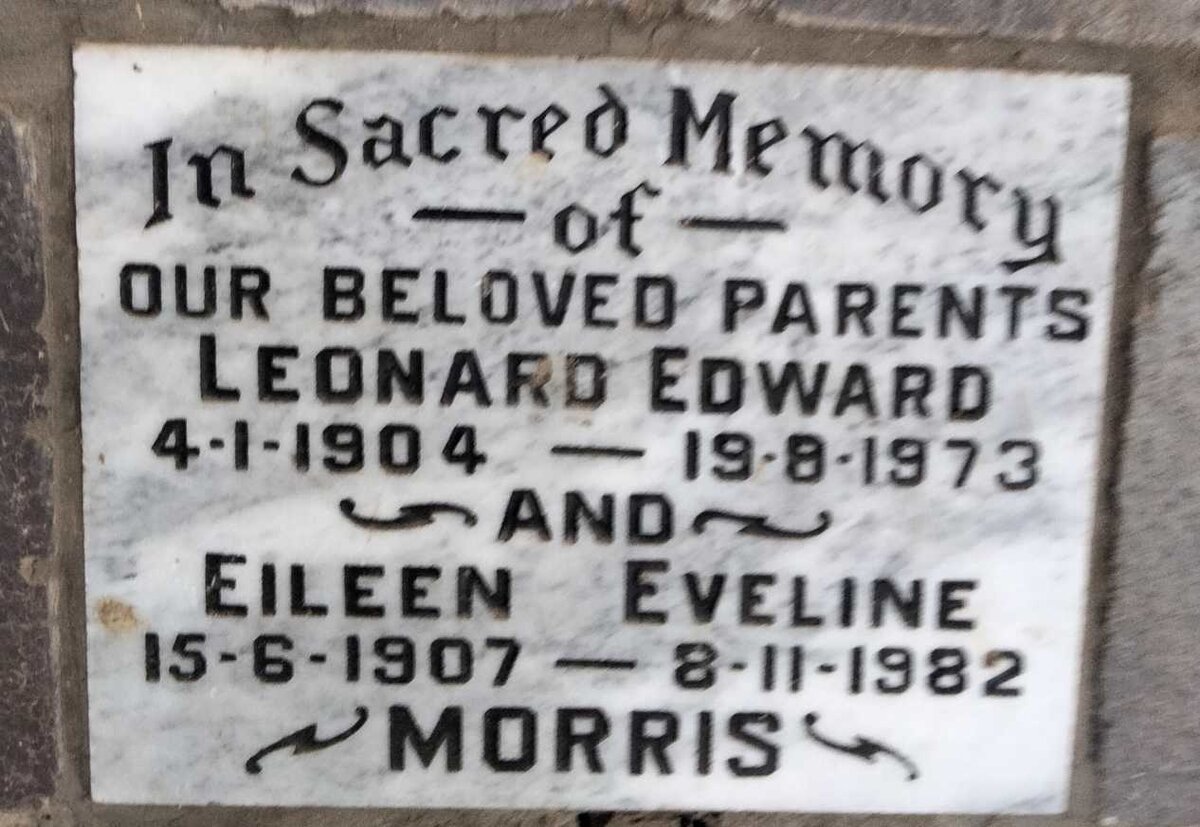 In Sacred Memory
— of —
OUR BELOVED PARENTS
LEONARD EDWARD
4-1-1904 — 19-8-1973
AND
EILEEN EVELINE
15-6-1907 — 8-11-1982
MORRIS